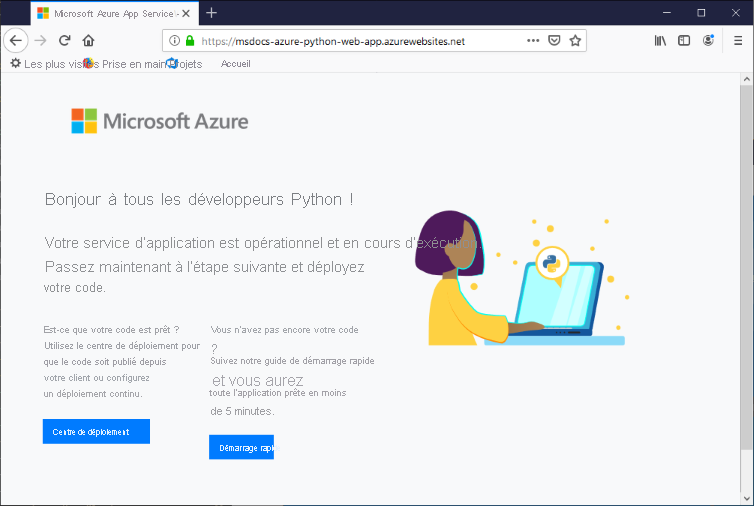 Microsoft Azure App Service -
https://msdocs-azure-python-web-app.azurewebsites.net
Les plus visités Prise en main Projets Accueil
Microsoft Azure
Bonjour à tous les développeurs Python !
Votre service d'application est opérationnel et en cours d'exécution.
Passez maintenant à l'étape suivante et déployez
votre code.
Est-ce que votre code est prêt ?
Utilisez le centre de déploiement pour
que le code soit publié depuis
votre client ou configurez
un déploiement continu.
Centre de déploiement
Vous n'avez pas encore votre code
?
Suivez notre guide de démarrage rapide
et vous aurez
toute l'application prête en moins
de 5 minutes.
Démarrage rapi